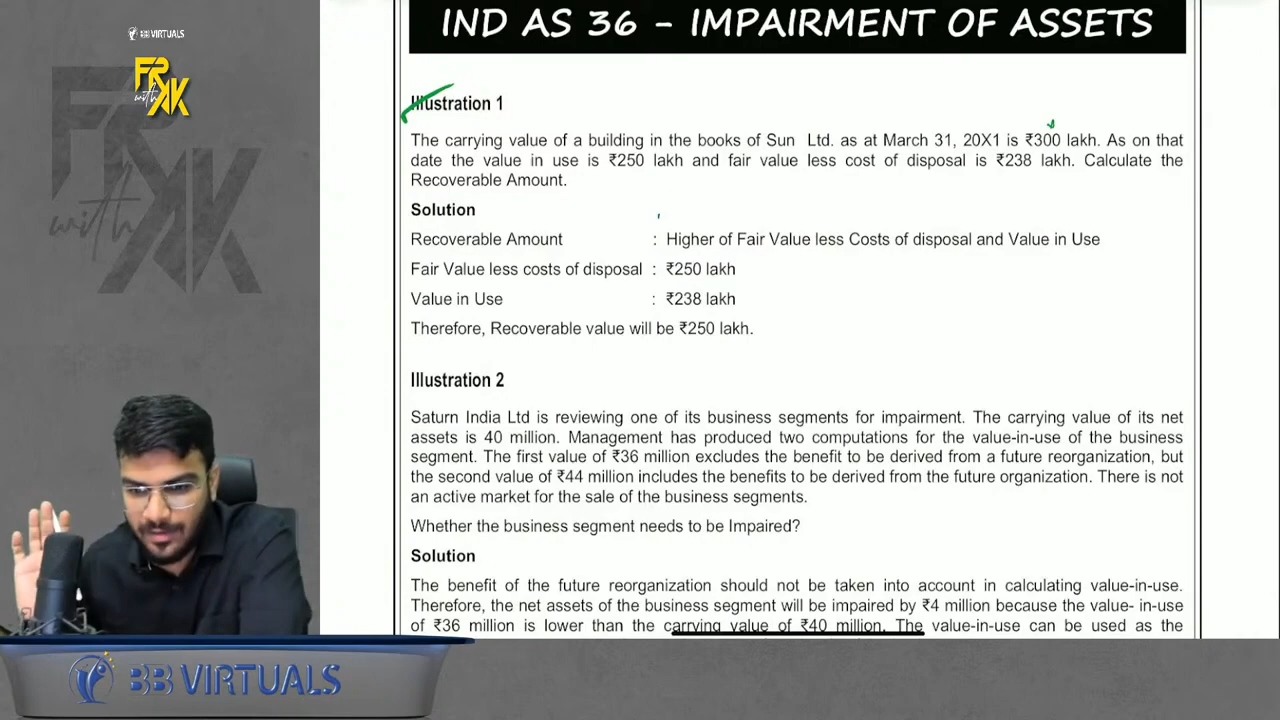 IND AS 36 - IMPAIRMENT OF ASSETS
BB VIRTUALS
FR
with AK
FR
with
AK
Illustration 1
The carrying value of a building in the books of Sun Ltd. as at March 31, 20X1 is ₹300 lakh. As on that
date the value in use is ₹250 lakh and fair value less cost of disposal is ₹238 lakh. Calculate the
Recoverable Amount.
Solution
Recoverable Amount : Higher of Fair Value less Costs of disposal and Value in Use
Fair Value less costs of disposal : ₹250 lakh
Value in Use : ₹238 lakh
Therefore, Recoverable value will be ₹250 lakh.
Illustration 2
Saturn India Ltd is reviewing one of its business segments for impairment. The carrying value of its net
assets is 40 million. Management has produced two computations for the value-in-use of the business
segment. The first value of ₹36 million excludes the benefit to be derived from a future reorganization, but
the second value of ₹44 million includes the benefits to be derived from the future organization. There is not
an active market for the sale of the business segments.
Whether the business segment needs to be Impaired?
Solution
The benefit of the future reorganization should not be taken into account in calculating value-in-use.
Therefore, the net assets of the business segment will be impaired by ₹4 million because the value- in-use
of ₹36 million is lower than the carrying value of ₹40 million. The value-in-use can be used as the
BB VIRTUALS